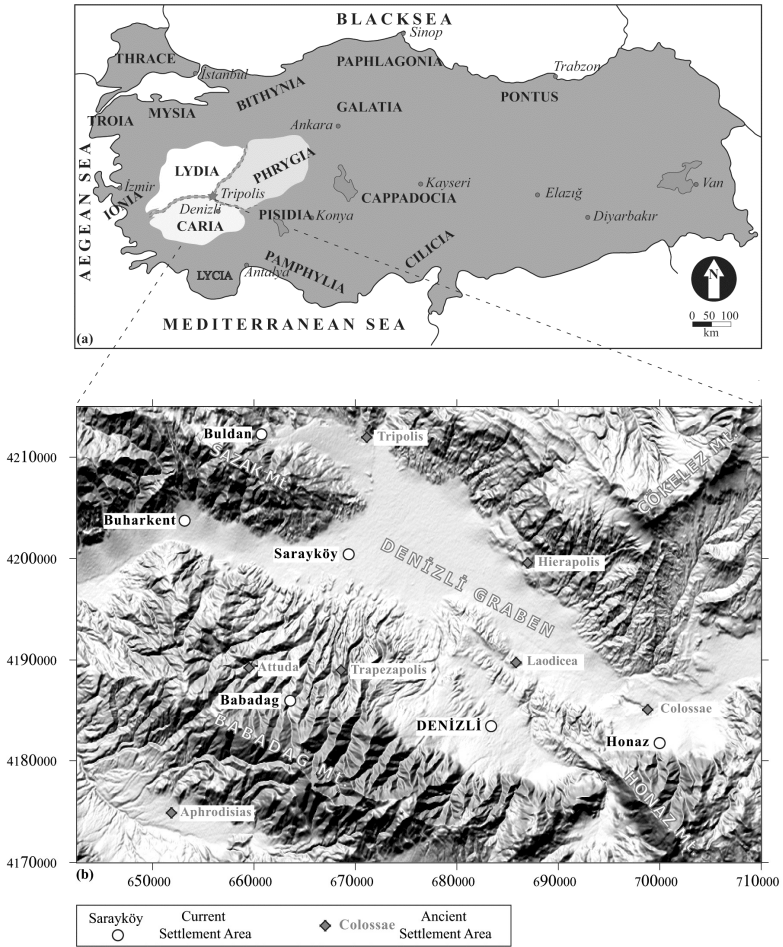 BLACKSEA
Sinop
THRACE
İstanbul
PAPHLAGONIA
Trabzon
BITHYNIA
PONTUS
MYSIA
GALATIA
TROIA
Ankara
AEGEAN SEA
LYDIA
PHRYGIA
İzmir
Tripolis
Kayseri
Elazığ
Van
IONIA
CAPPADOCIA
Denizli
PISIDIA
Konya
Diyarbakır
CARIA
CILICIA
LYCIA
Antalya
PAMPHYLIA
N
MEDITERRANEAN SEA
0 50 100
km
(a)
4210000
4200000
4190000
4180000
4170000
Buldan
Tripolis
SAZAK Mt.
ÇÖKELEZ Mt.
Buharkent
Sarayköy
DENİZLİ GRABEN
Hierapolis
Attuda
Trapezapolis
Laodicea
Babadag
Colossae
DENİZLİ
Honaz
BABADAG Mt.
HONAZ Mt.
Aphrodisias
(b)
650000 660000 670000 680000 690000 700000 710000
Sarayköy
Current
Settlement Area
Colossae
Ancient
Settlement Area